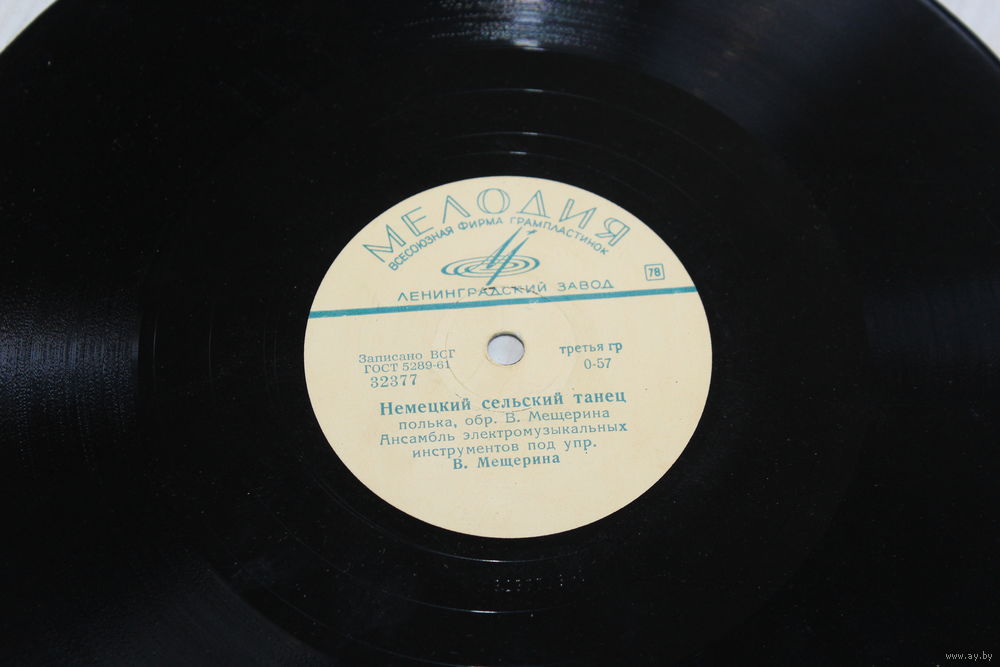 МЕЛОДИЯ
ВСЕСОЮЗНАЯ ФИРМА ГРАМПЛАСТИНОК
ЛЕНИНГРАДСКИЙ ЗАВОД
78
Записано ВСГ
ГОСТ 5289-61
32377
третья гр
0-57
Немецкий сельский танец
полька, обр. В. Мещерина
Ансамбль электромузыкальных
инструментов под упр.
В. Мещерина
www.ay.by